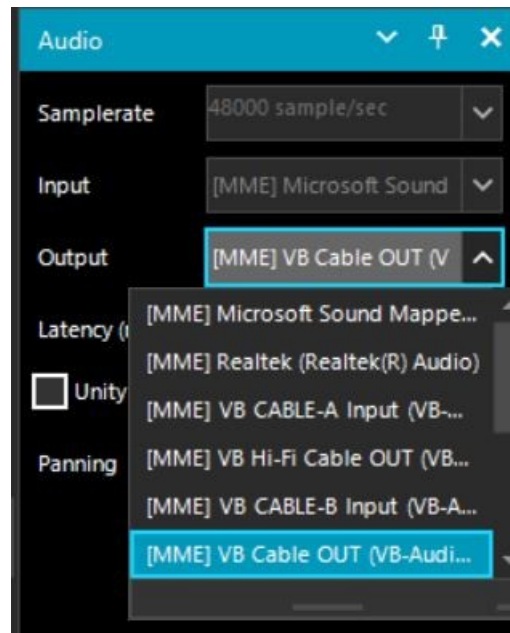 Audio
Samplerate 48000 sample/sec
Input [MME] Microsoft Sound
Output [MME] VB Cable OUT (V
Latency (
[MME] Microsoft Sound Mappe...
[MME] Realtek (Realtek(R) Audio)
Unity
[MME] VB CABLE-A Input (VB-...
Panning [MME] VB Hi-Fi Cable OUT (VB...
[MME] VB CABLE-B Input (VB-A...
[MME] VB Cable OUT (VB-Audi...